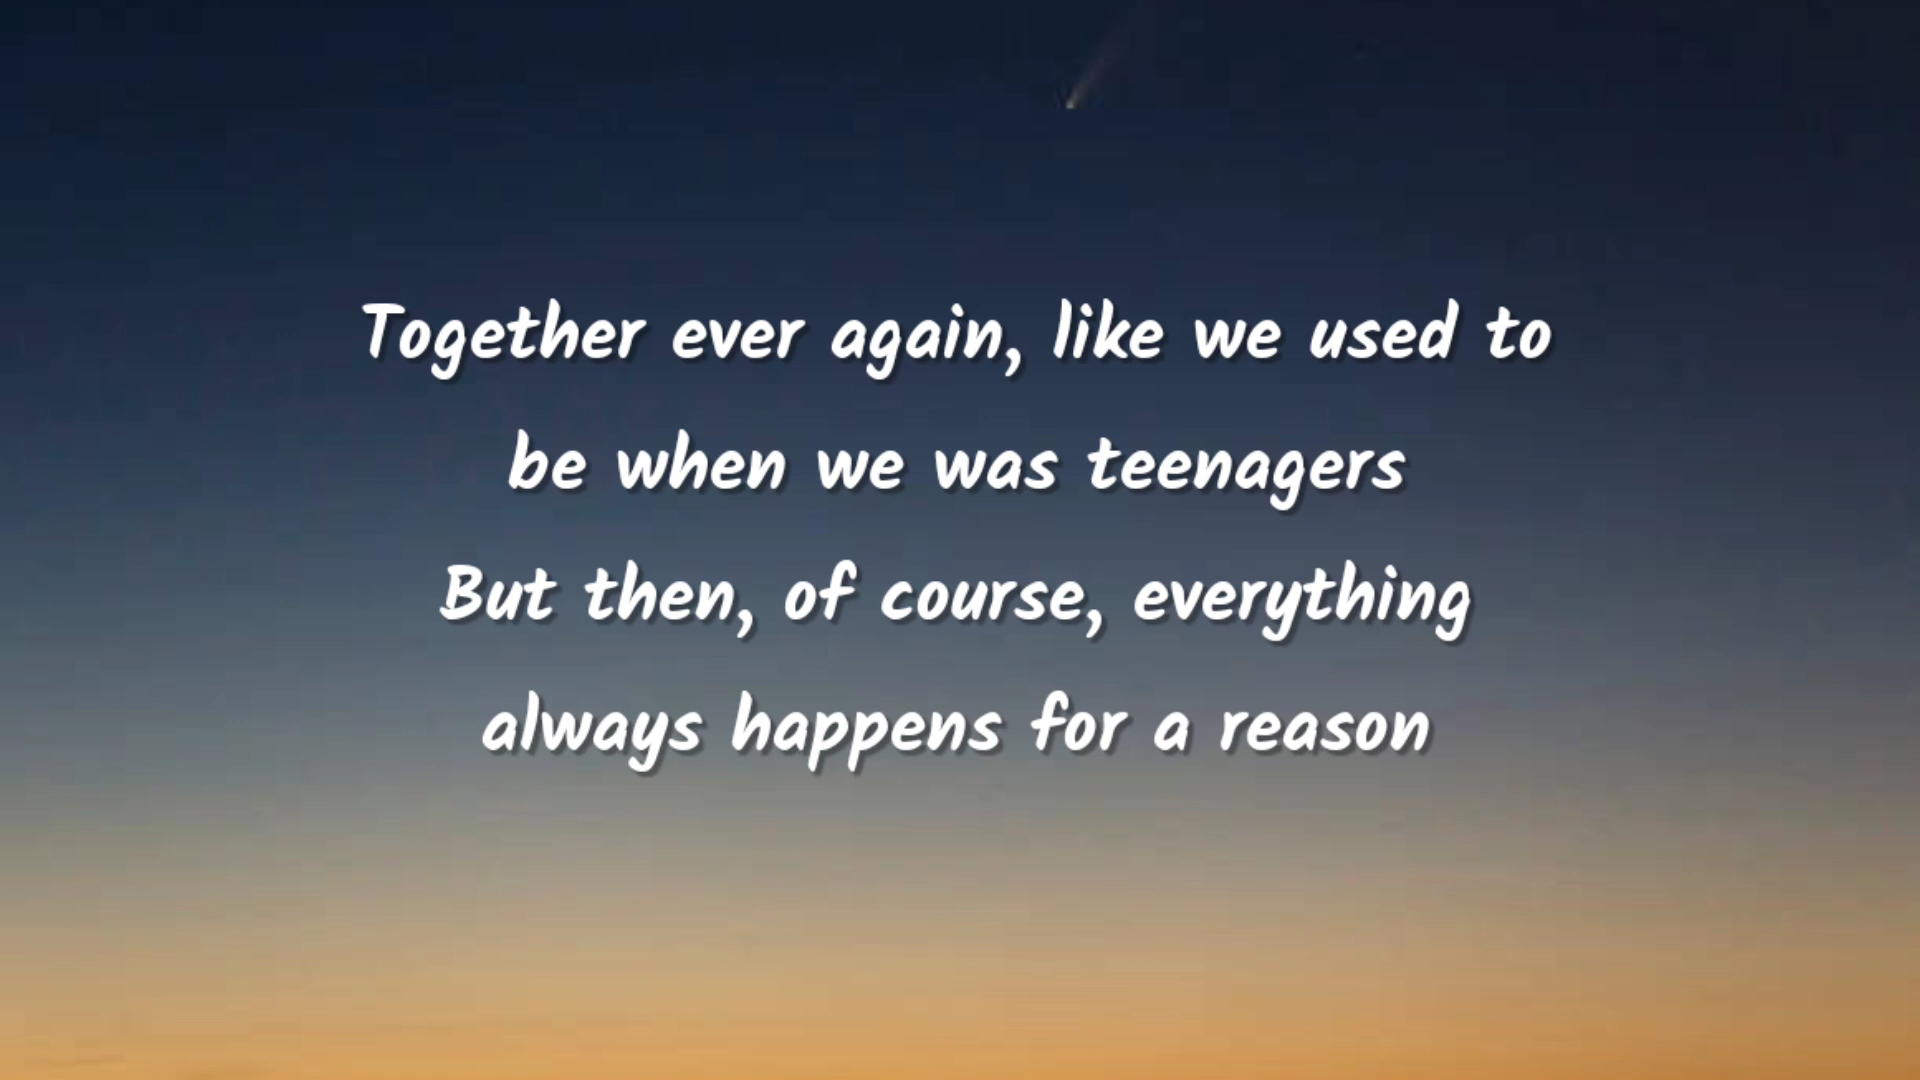 Together ever again, like we used to
be when we was teenagers
But then, of course, everything
always happens for a reason